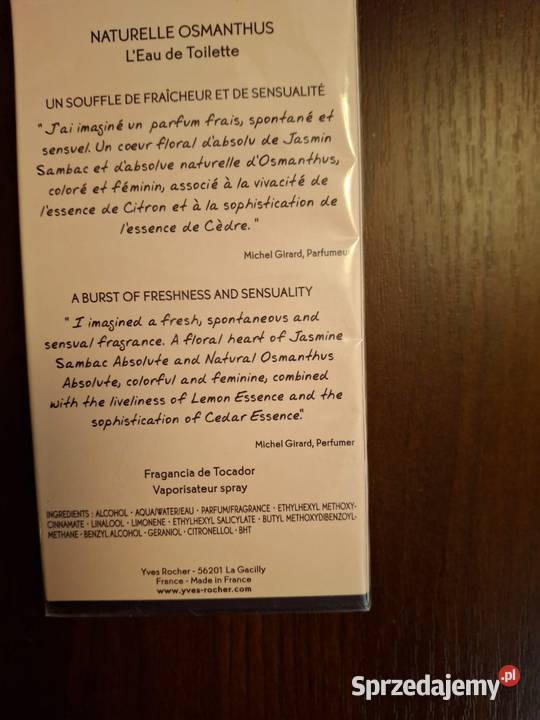 NATURELLE OSMANTHUS
L'Eau de Toilette
UN SOUFFLE DE FRAÎCHEUR ET DE SENSUALITÉ
"J'ai imaginé un parfum frais, spontané et
sensuel. Un coeur floral d'absolu de Jasmin
Sambac et d'absolue naturelle d'Osmanthus,
coloré et féminin, associé à la vivacité de
l'essence de Citron et à la sophistication de
l'essence de Cèdre."
Michel Girard, Parfumeur
A BURST OF FRESHNESS AND SENSUALITY
"I imagined a fresh, spontaneous and
sensual fragrance. A floral heart of Jasmine
Sambac Absolute and Natural Osmanthus
Absolute, colorful and feminine, combined
with the liveliness of Lemon Essence and the
sophistication of Cedar Essence."
Michel Girard, Perfumer
Fragancia de Tocador
Vaporisateur spray
INGREDIENTS : ALCOHOL · AQUA/WATER/EAU · PARFUM/FRAGRANCE · ETHYLHEXYL METHOXY-
CINNAMATE · LINALOOL · LIMONENE · ETHYLHEXYL SALICYLATE · BUTYL METHOXYDIBENZOYL-
METHANE · BENZYL ALCOHOL · GERANIOL · CITRONELLOL · BHT
Yves Rocher - 56201 La Gacilly
France - Made in France
www.yves-rocher.com
Sprzedajemy.pl